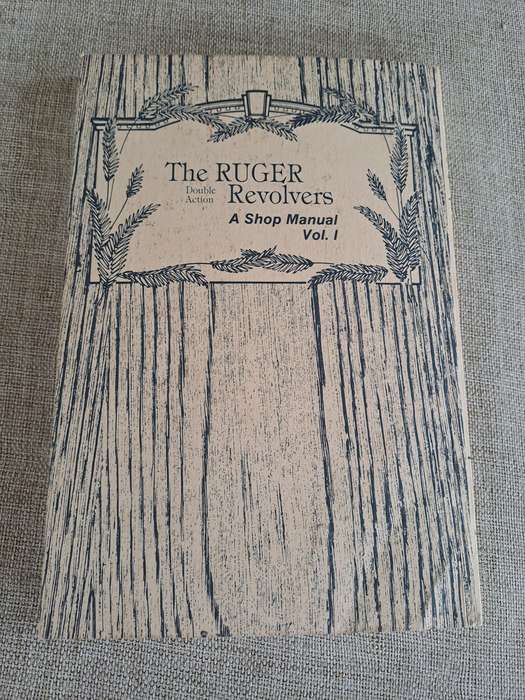 The RUGER
Double Action Revolvers
A Shop Manual
Vol. I